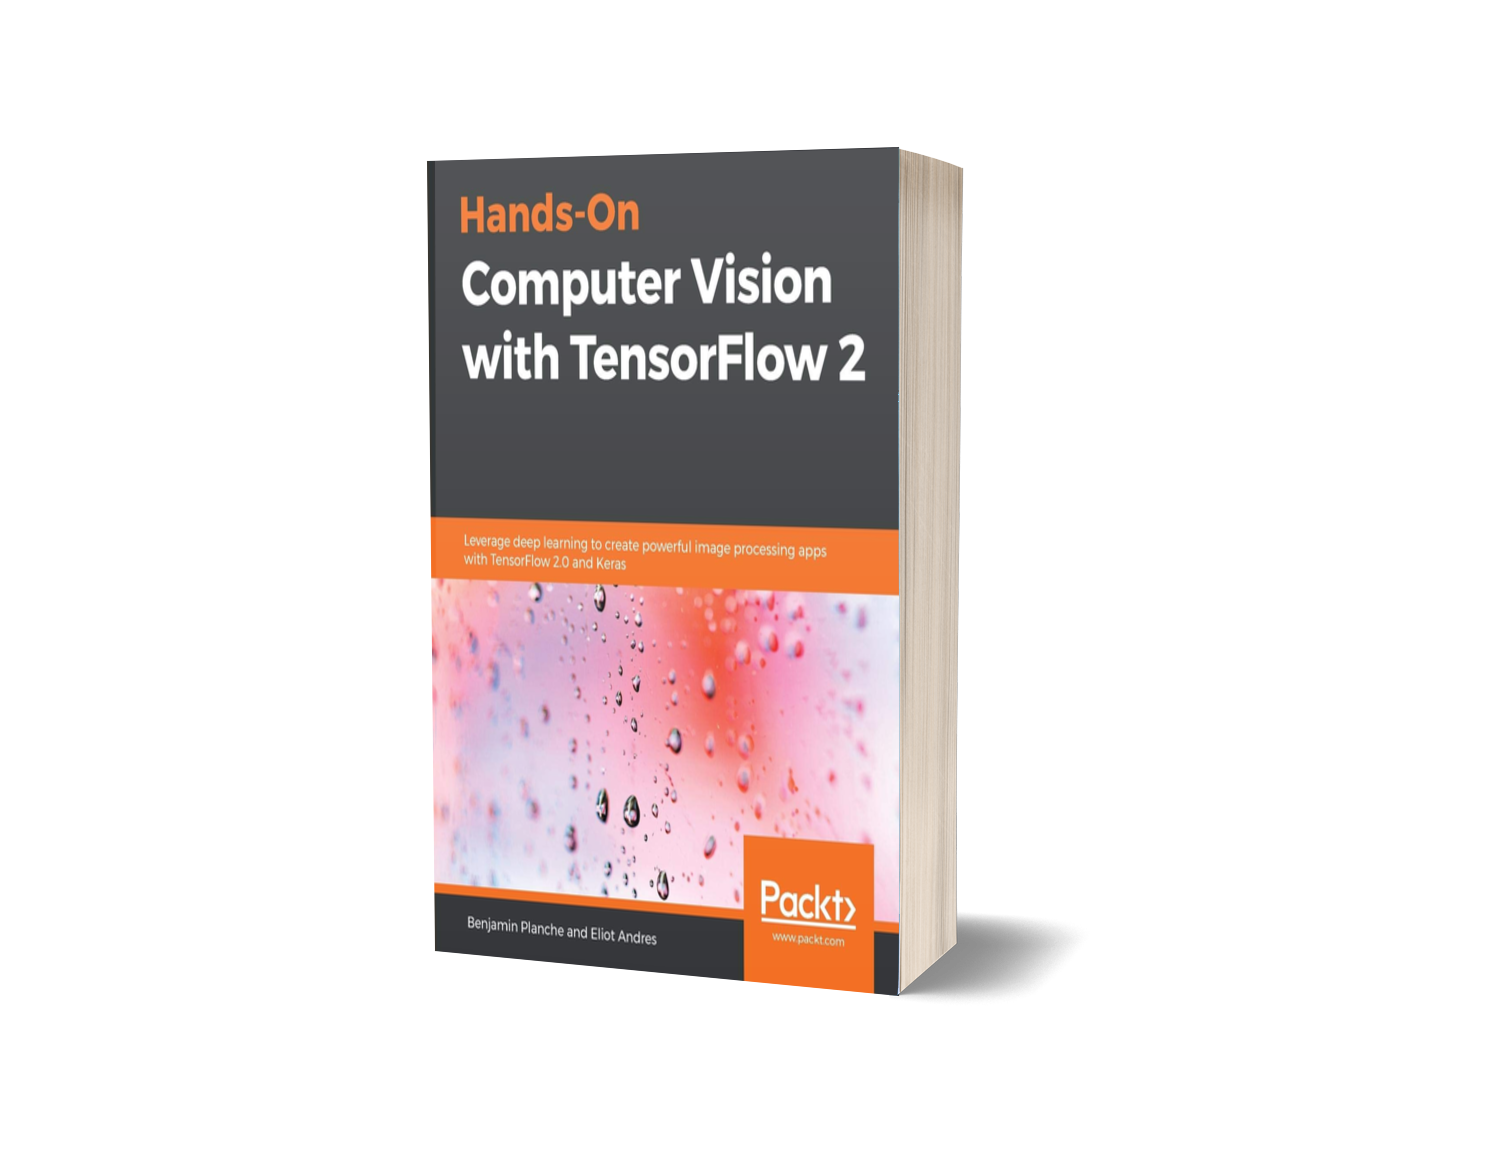 Hands-On
Computer Vision
with TensorFlow 2
Leverage deep learning to create powerful image processing apps
with TensorFlow 2.0 and Keras
Packt>
www.packt.com
Benjamin Planche and Eliot Andres